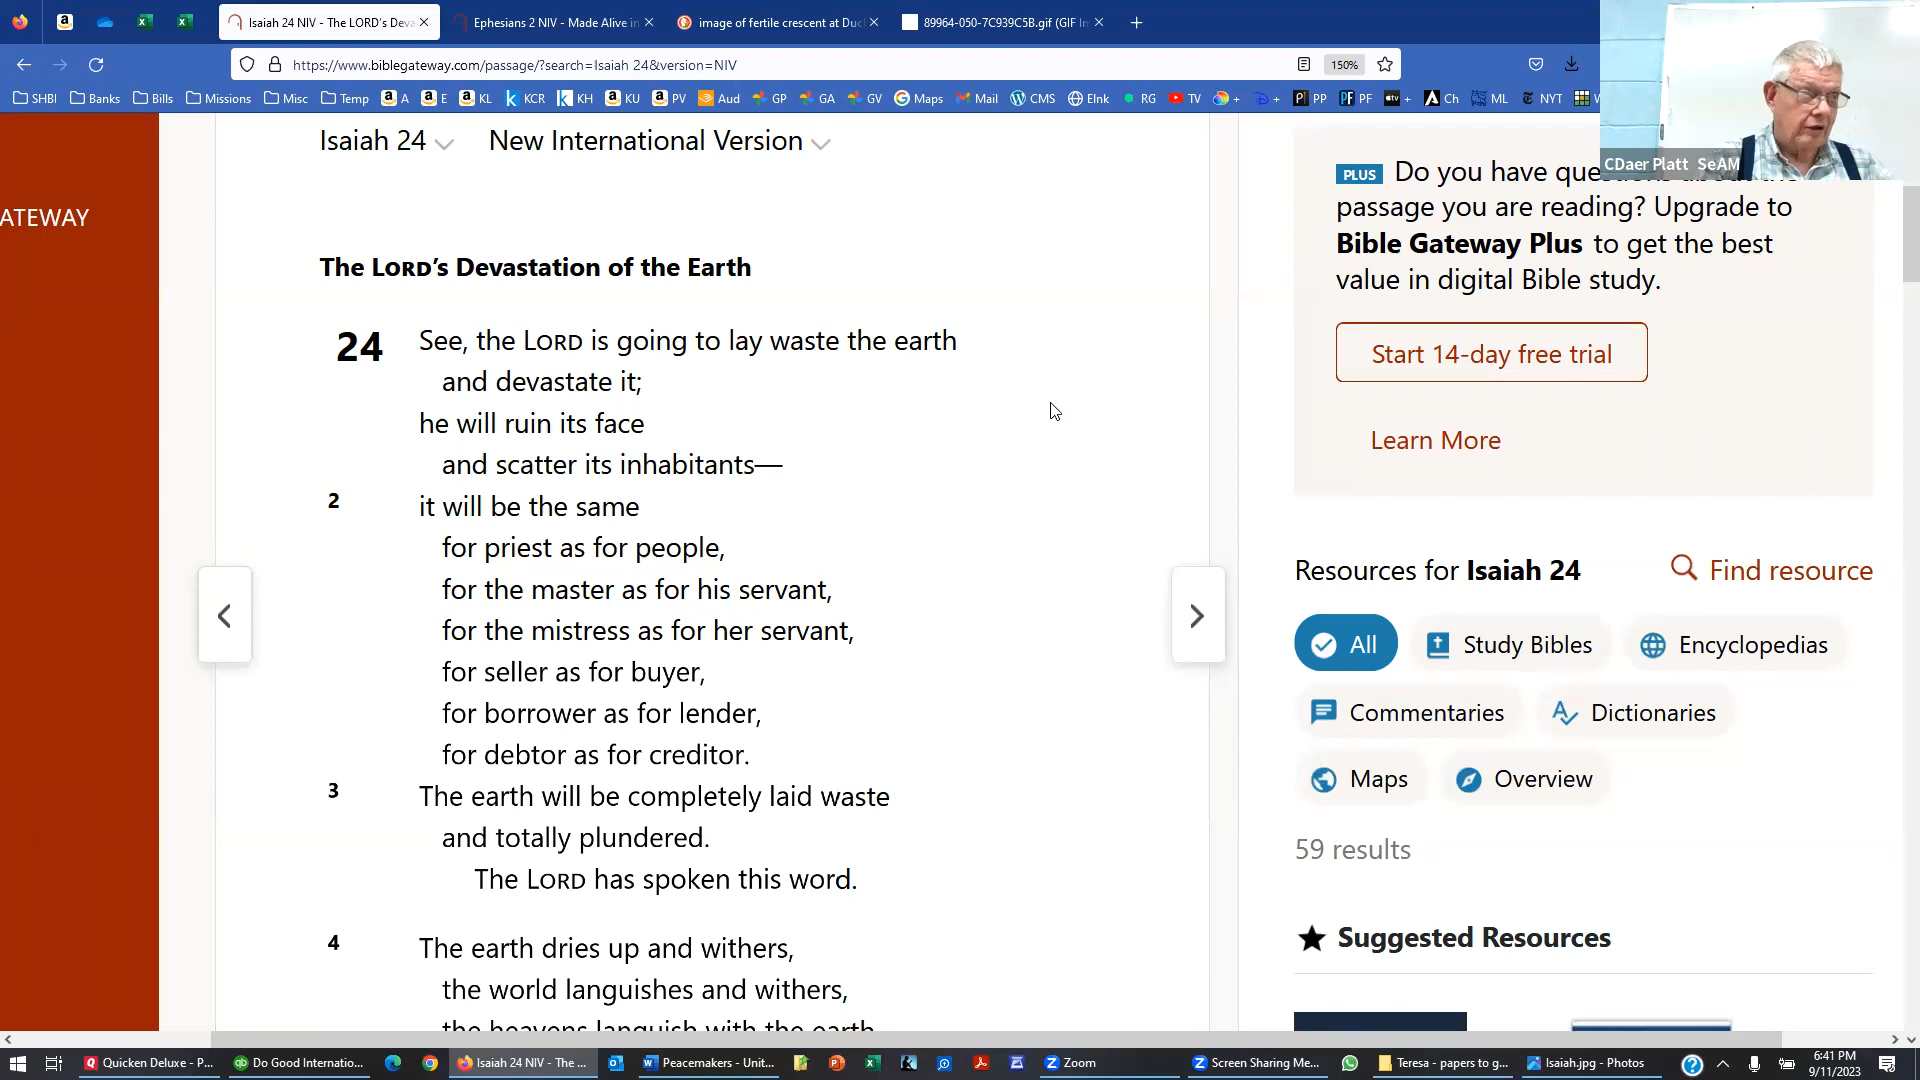 Isaiah 24 NIV - The LORD's Deva
Ephesians 2 NIV - Made Alive in
image of fertile crescent at Duc
89964-050-7C939C5B.gif (GIF Im
https://www.biblegateway.com/passage/?search=Isaiah 24&version=NIV
150%
SHBI Banks Bills Missions Misc Temp A E KL KCR KH KU PV Aud GP GA GV Maps Mail CMS Elnk RG TV + + PP PF + Ch ML NYT
CDaer Platt SeAM
ATEWAY
Isaiah 24 New International Version
The LORD's Devastation of the Earth
24 See, the LORD is going to lay waste the earth
and devastate it;
he will ruin its face
and scatter its inhabitants—
2 it will be the same
for priest as for people,
for the master as for his servant,
for the mistress as for her servant,
for seller as for buyer,
for borrower as for lender,
for debtor as for creditor.
3 The earth will be completely laid waste
and totally plundered.
The LORD has spoken this word.
4 The earth dries up and withers,
the world languishes and withers,
the heavens languish with the earth
PLUS Do you have questions about the
passage you are reading? Upgrade to
Bible Gateway Plus to get the best
value in digital Bible study.
Start 14-day free trial
Learn More
Resources for Isaiah 24 Find resource
All Study Bibles Encyclopedias
Commentaries Dictionaries
Maps Overview
59 results
Suggested Resources
Quicken Deluxe - P...
Do Good Internatio...
Isaiah 24 NIV - The ...
Peacemakers - Unit...
Zoom
Screen Sharing Me...
Teresa - papers to g...
Isaiah.jpg - Photos
6:41 PM
9/11/2023